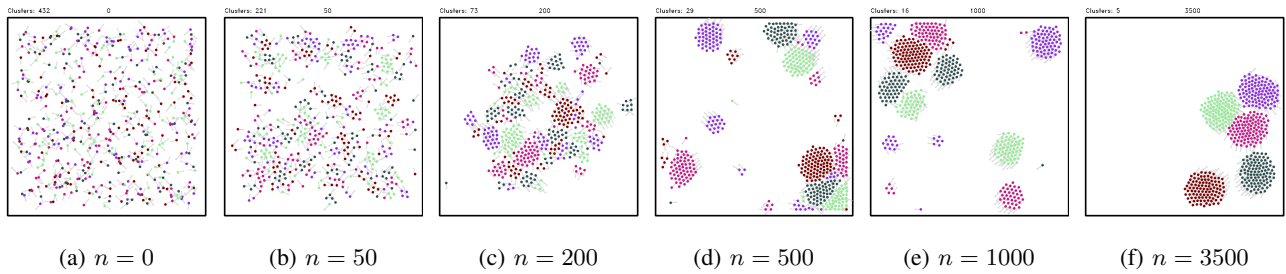 Clusters: 432 0
Clusters: 221 50
Clusters: 73 200
Clusters: 29 500
Clusters: 16 1000
Clusters: 5 3500
(a) n = 0
(b) n = 50
(c) n = 200
(d) n = 500
(e) n = 1000
(f) n = 3500